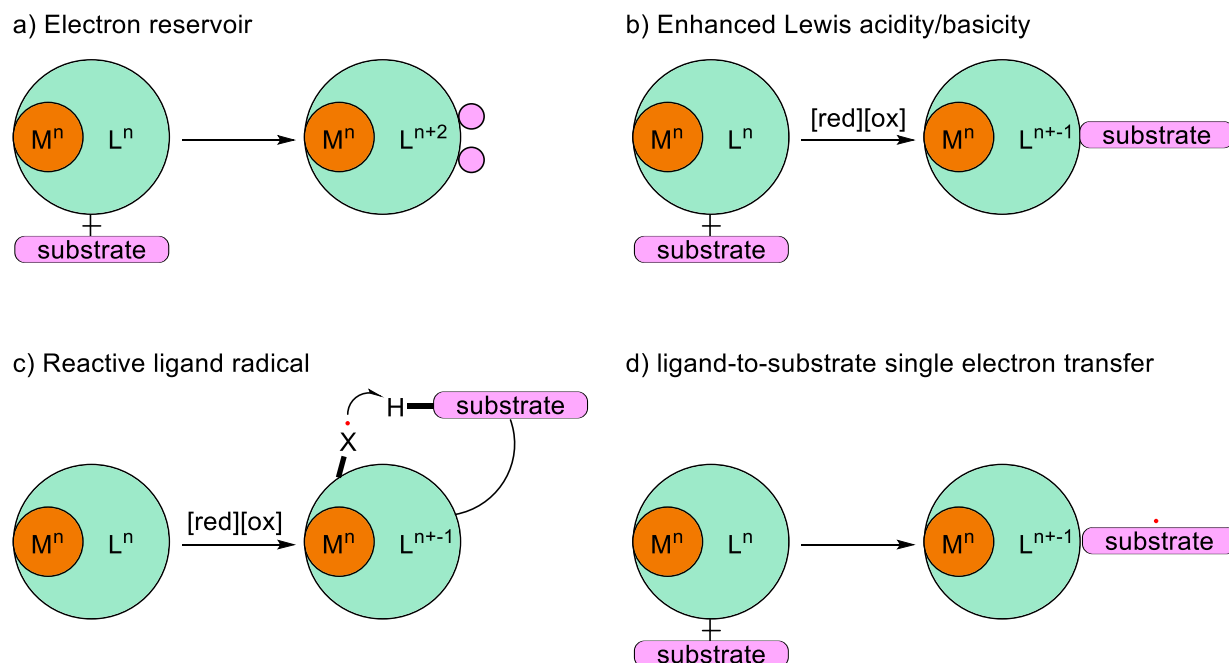 a) Electron reservoir
M^n L^n M^n L^n+2
+
substrate
b) Enhanced Lewis acidity/basicity
[red][ox]
M^n L^n M^n L^n+-1 substrate
+
substrate
c) Reactive ligand radical
H substrate
X
[red][ox]
M^n L^n M^n L^n+-1
d) ligand-to-substrate single electron transfer
M^n L^n M^n L^n+-1 substrate
+
substrate